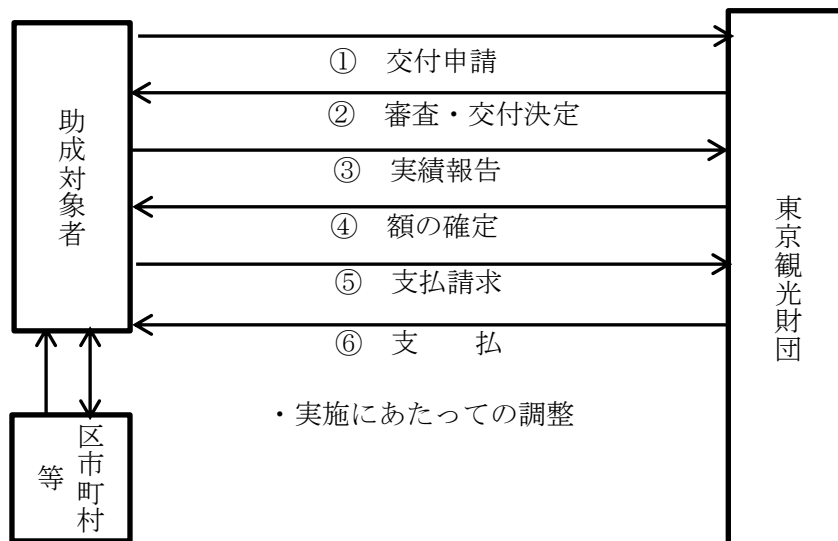 助成対象者
① 交付申請
② 審査・交付決定
③ 実績報告
④ 額の確定
⑤ 支払請求
⑥ 支　　払
東京観光財団
・実施にあたっての調整
区市町村
等